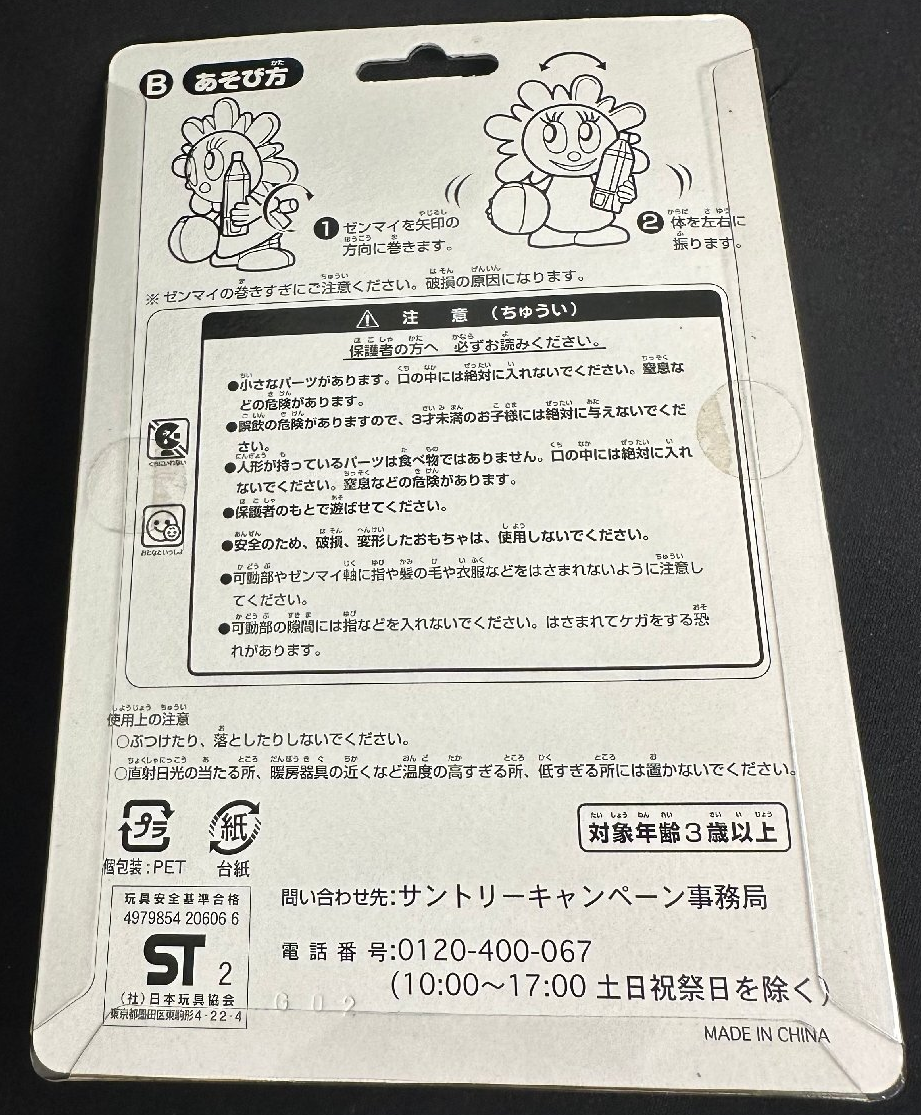 B あそび方
❶ゼンマイを矢印の
方向に巻きます。
❷体を左右に
振ります。
※ゼンマイの巻きすぎにご注意ください。破損の原因になります。
⚠ 注 意 (ちゅうい)
保護者の方へ 必ずお読みください。
●小さなパーツがあります。口の中には絶対に入れないでください。窒息な
どの危険があります。
●誤飲の危険がありますので、3才未満のお子様には絶対に与えないでくだ
さい。
●人形が持っているパーツは食べ物ではありません。口の中には絶対に入れ
ないでください。窒息などの危険があります。
●保護者のもとで遊ばせてください。
●安全のため、破損、変形したおもちゃは、使用しないでください。
●可動部やゼンマイ軸に指や髪の毛や衣服などをはさまれないように注意し
てください。
●可動部の隙間には指などを入れないでください。はさまれてケガをする恐
れがあります。
くちにいれない
おとなといっしょ
使用上の注意
○ぶつけたり、落としたりしないでください。
○直射日光の当たる所、暖房器具の近くなど温度の高すぎる所、低すぎる所には置かないでください。
プラ
個包装:PET
紙
台紙
対象年齢3歳以上
玩具安全基準合格
4979854 20606 6
ST 2
(社)日本玩具協会
東京都墨田区東駒形4-22-4
問い合わせ先:サントリーキャンペーン事務局
電話番号:0120-400-067
(10:00〜17:00 土日祝祭日を除く)
G02
MADE IN CHINA